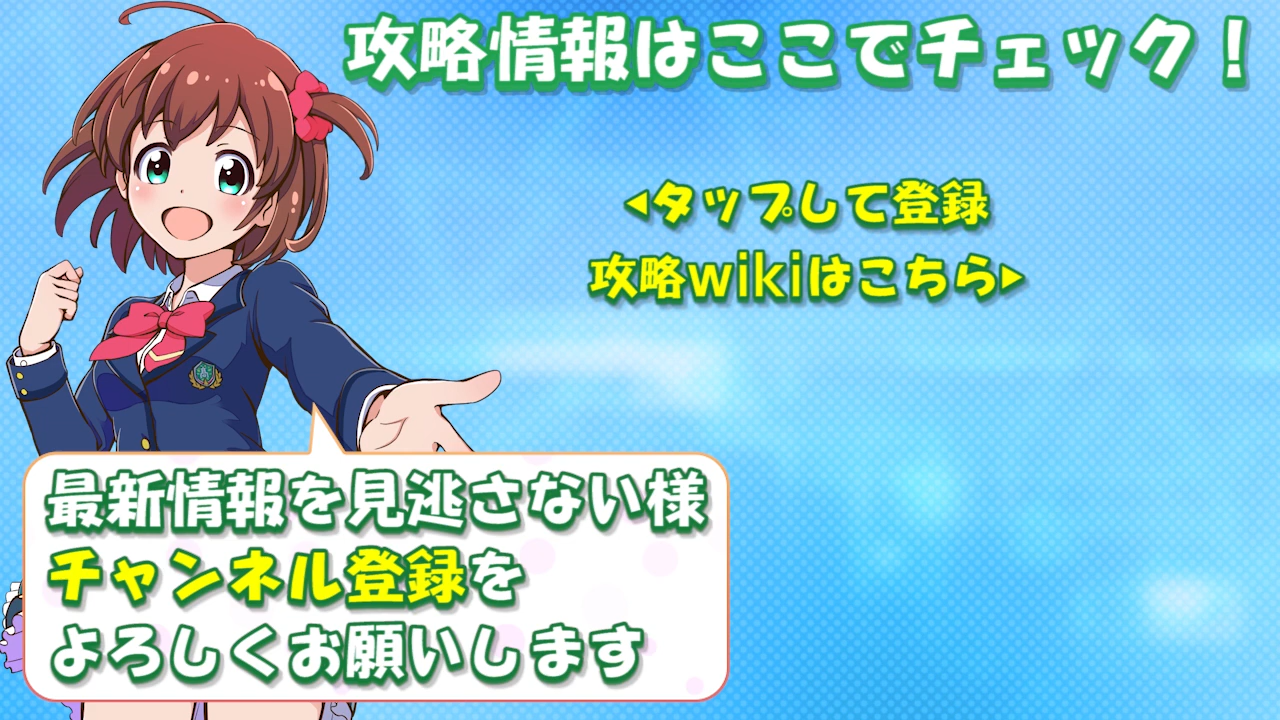 攻略情報はここでチェック！
◀タップして登録
攻略wikiはこちら▶
最新情報を見逃さない様
チャンネル登録を
よろしくお願いします